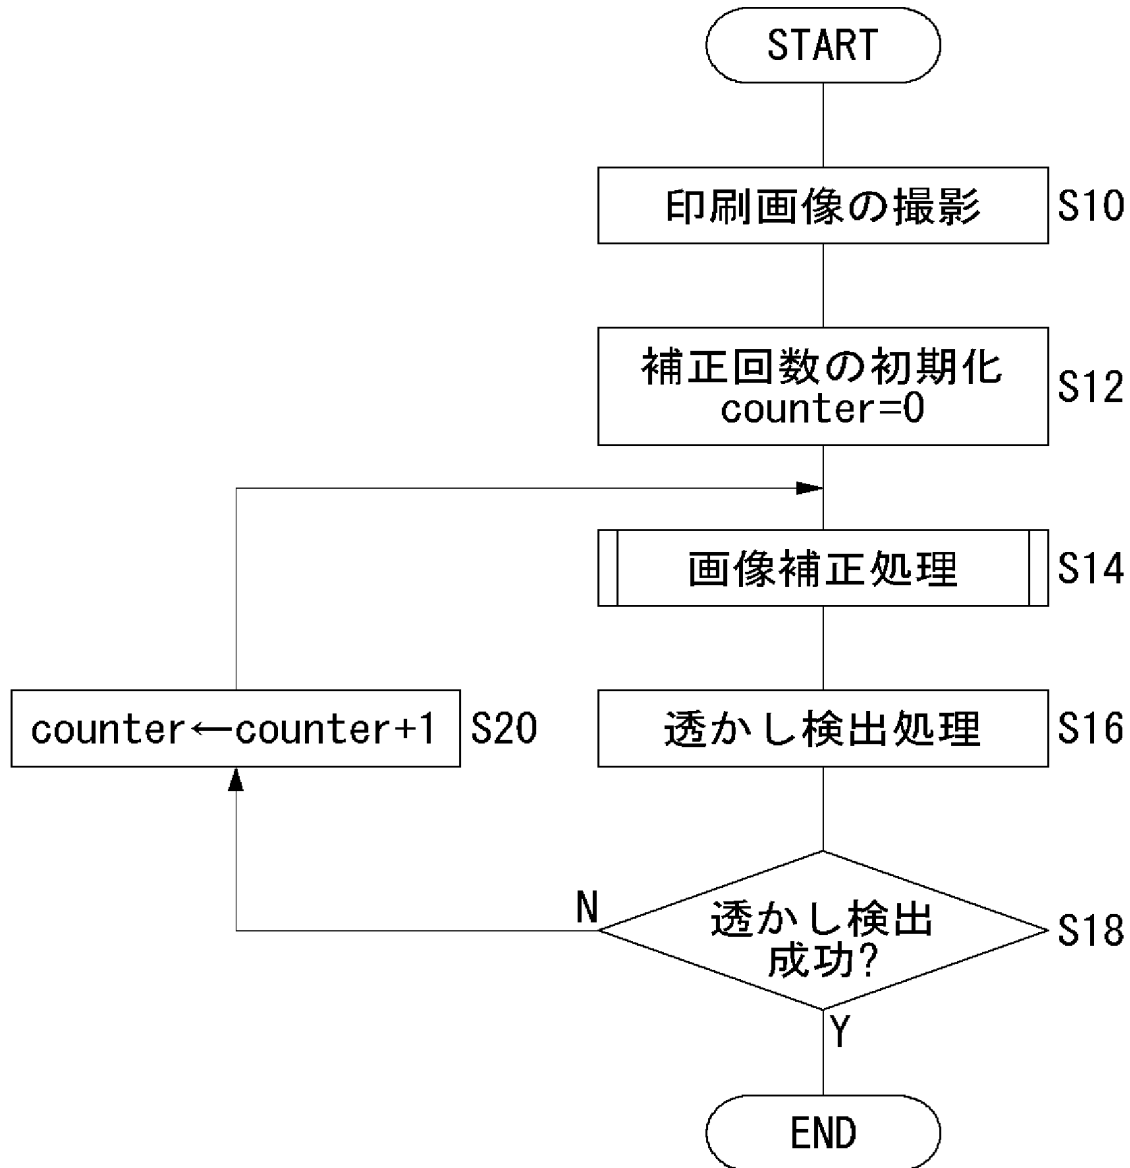 START
印刷画像の撮影
S10
補正回数の初期化
counter=0
S12
画像補正処理
S14
counter←counter+1
S20
透かし検出処理
S16
N
透かし検出
成功?
S18
Y
END